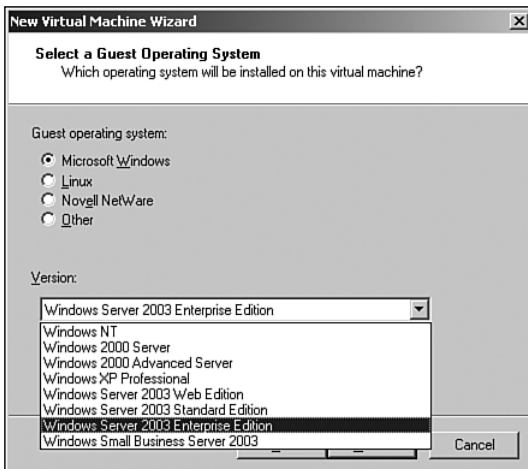 New Virtual Machine Wizard
Select a Guest Operating System
Which operating system will be installed on this virtual machine?
Guest operating system:
Microsoft Windows
Linux
Novell NetWare
Other
Version:
Windows Server 2003 Enterprise Edition
Windows NT
Windows 2000 Server
Windows 2000 Advanced Server
Windows XP Professional
Windows Server 2003 Web Edition
Windows Server 2003 Standard Edition
Windows Server 2003 Enterprise Edition
Windows Small Business Server 2003
Cancel